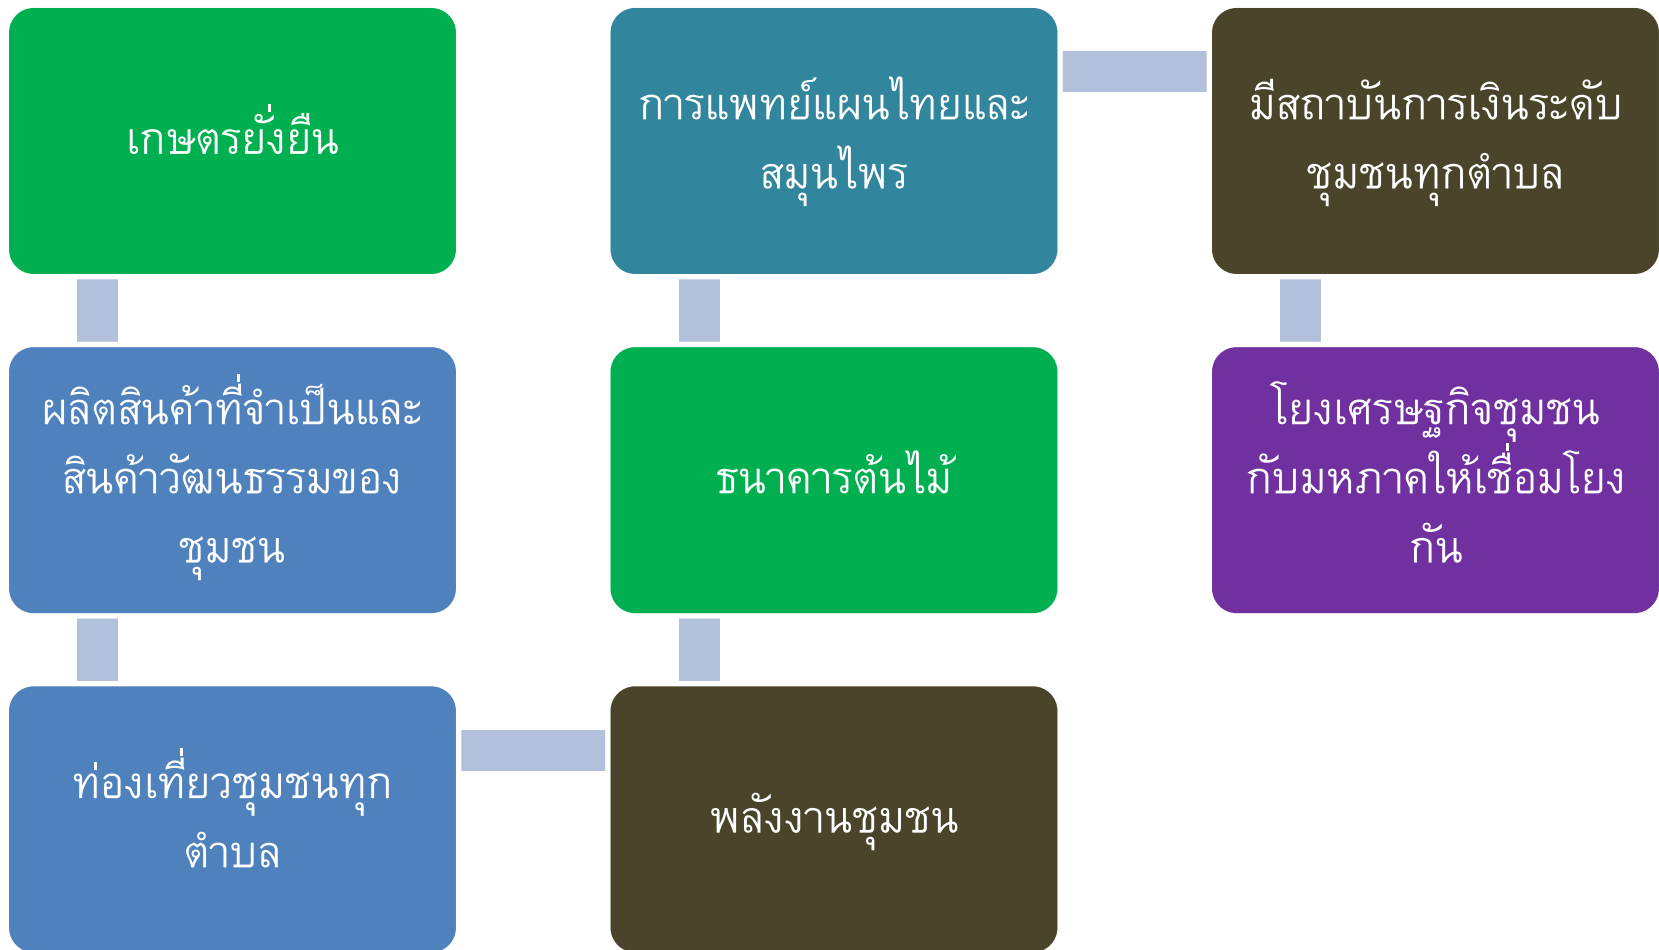 เกษตรยั่งยืน
ผลิตสินค้าที่จำเป็นและ
สินค้าวัฒนธรรมของ
ชุมชน
ท่องเที่ยวชุมชนทุก
ตำบล
พลังงานชุมชน
ธนาคารต้นไม้
การแพทย์แผนไทยและ
สมุนไพร
มีสถาบันการเงินระดับ
ชุมชนทุกตำบล
โยงเศรษฐกิจชุมชน
กับมหภาคให้เชื่อมโยง
กัน